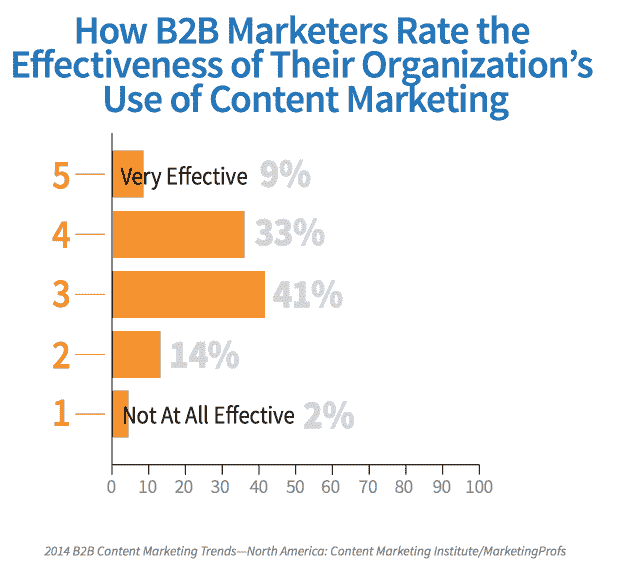 How B2B Marketers Rate the
Effectiveness of Their Organization's
Use of Content Marketing
5 Very Effective 9%
4 33%
3 41%
2 14%
1 Not At All Effective 2%
0 10 20 30 40 50 60 70 80 90 100
2014 B2B Content Marketing Trends—North America: Content Marketing Institute/MarketingProfs